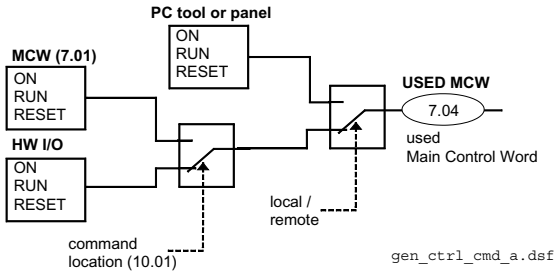 PC tool or panel
ON
RUN
RESET
MCW (7.01)
ON
RUN
RESET
USED MCW
7.04
used
Main Control Word
HW I/O
ON
RUN
RESET
local /
remote
command
location (10.01)
gen_ctrl_cmd_a.dsf